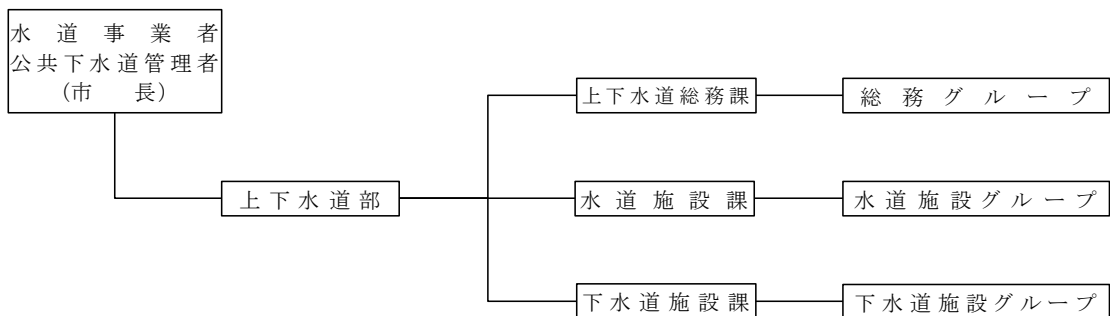 水道事業者
公共下水道管理者
(市長)
上下水道総務課
総務グループ
上下水道部
水道施設課
水道施設グループ
下水道施設課
下水道施設グループ